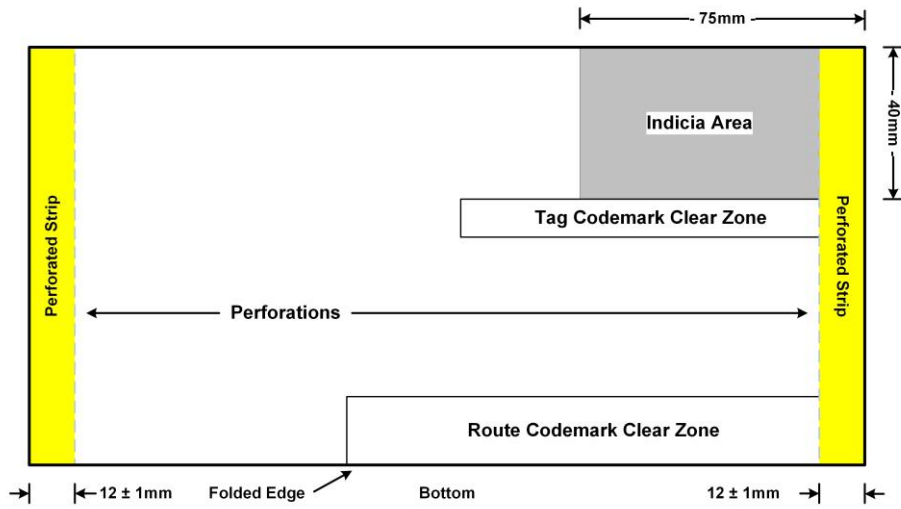 - 75mm -
Indicia Area
- 40mm -
Tag Codemark Clear Zone
Perforated Strip
Perforated Strip
Perforations
Route Codemark Clear Zone
12 ± 1mm
Folded Edge
Bottom
12 ± 1mm